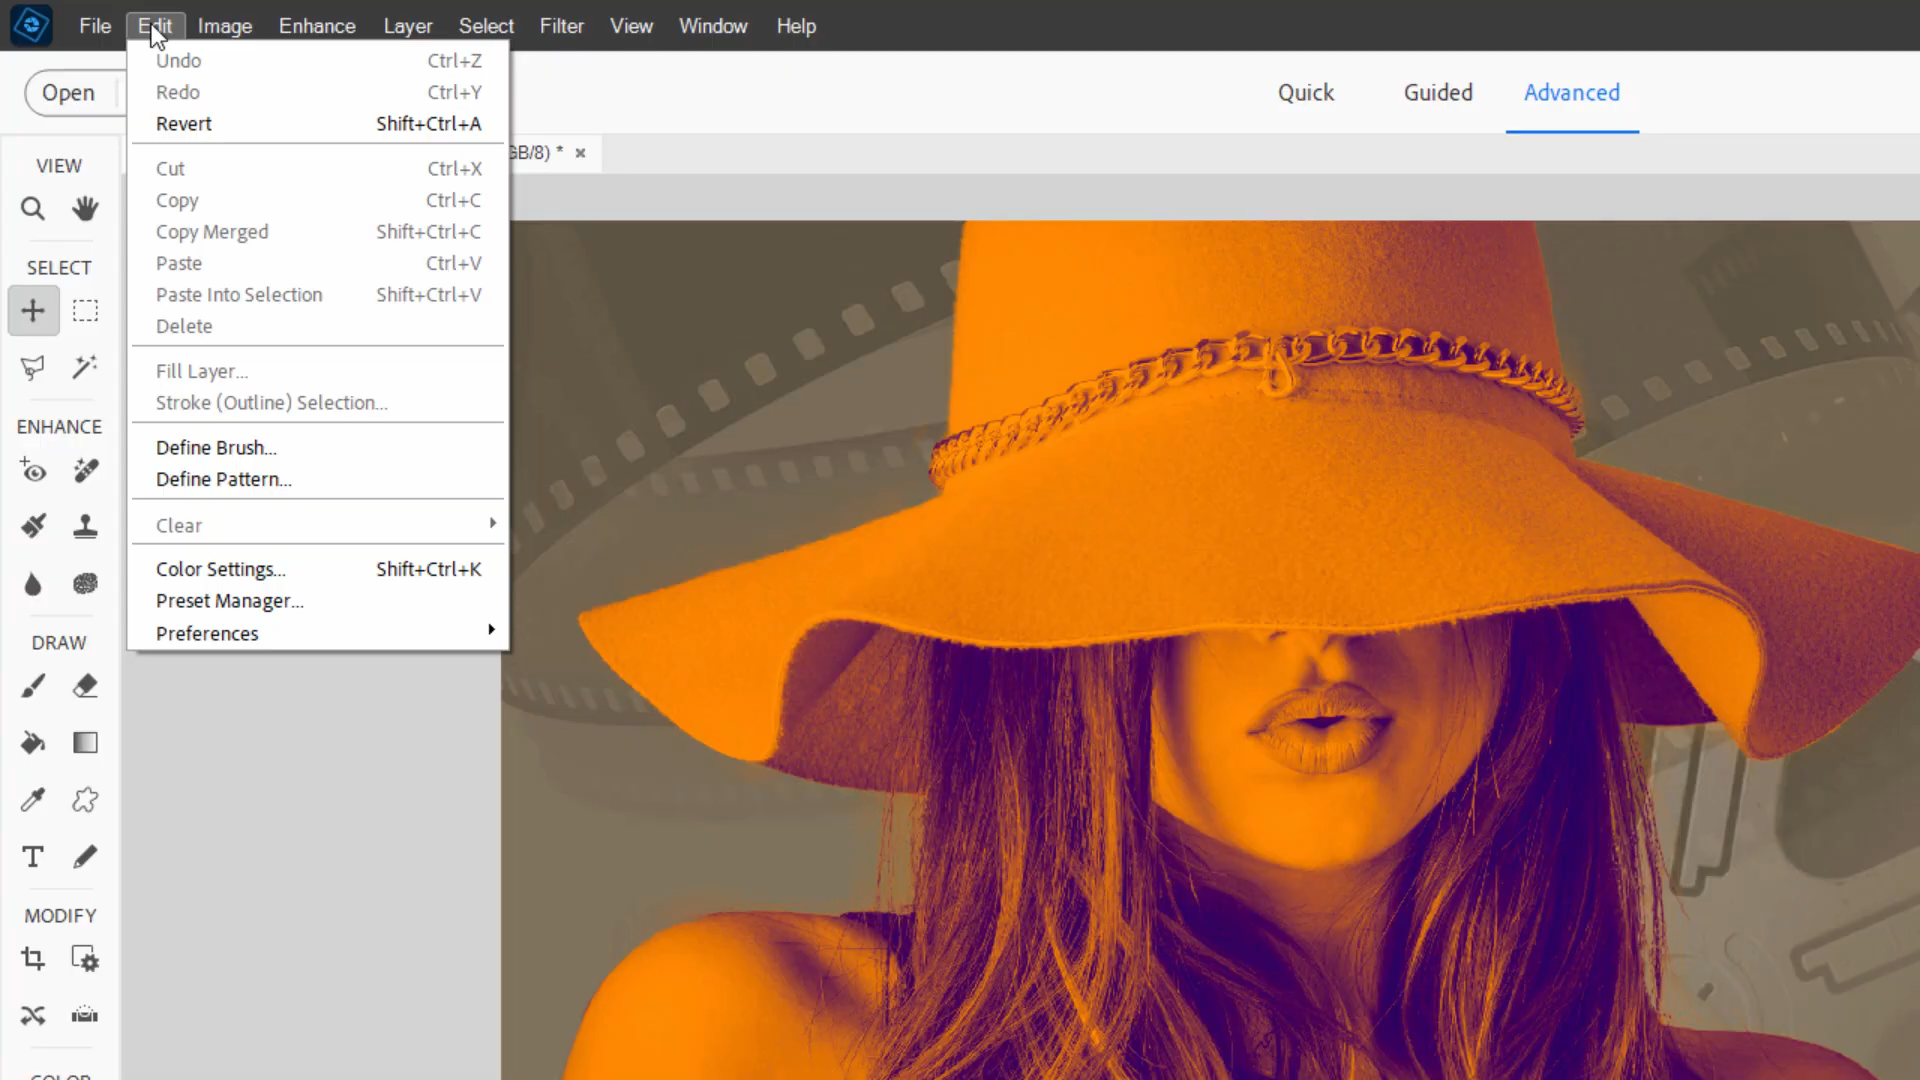 File Edit Image Enhance Layer Select Filter View Window Help
Open
Quick Advanced Guided
GB/8) * ×
Undo Ctrl+Z
Redo Ctrl+Y
Revert Shift+Ctrl+A
Cut Ctrl+X
Copy Ctrl+C
Copy Merged Shift+Ctrl+C
Paste Ctrl+V
Paste Into Selection Shift+Ctrl+V
Delete
Fill Layer...
Stroke (Outline) Selection...
Define Brush...
Define Pattern...
Clear
Color Settings... Shift+Ctrl+K
Preset Manager...
Preferences
VIEW
SELECT
ENHANCE
DRAW
MODIFY
COLOR